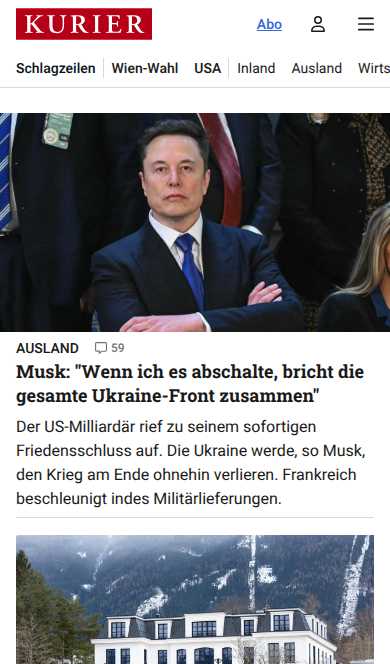 KURIER
Abo
Schlagzeilen Wien-Wahl USA Inland Ausland Wirts
AUSLAND 59
Musk: "Wenn ich es abschalte, bricht die
gesamte Ukraine-Front zusammen"
Der US-Milliardär rief zu seinem sofortigen
Friedensschluss auf. Die Ukraine werde, so Musk,
den Krieg am Ende ohnehin verlieren. Frankreich
beschleunigt indes Militärlieferungen.